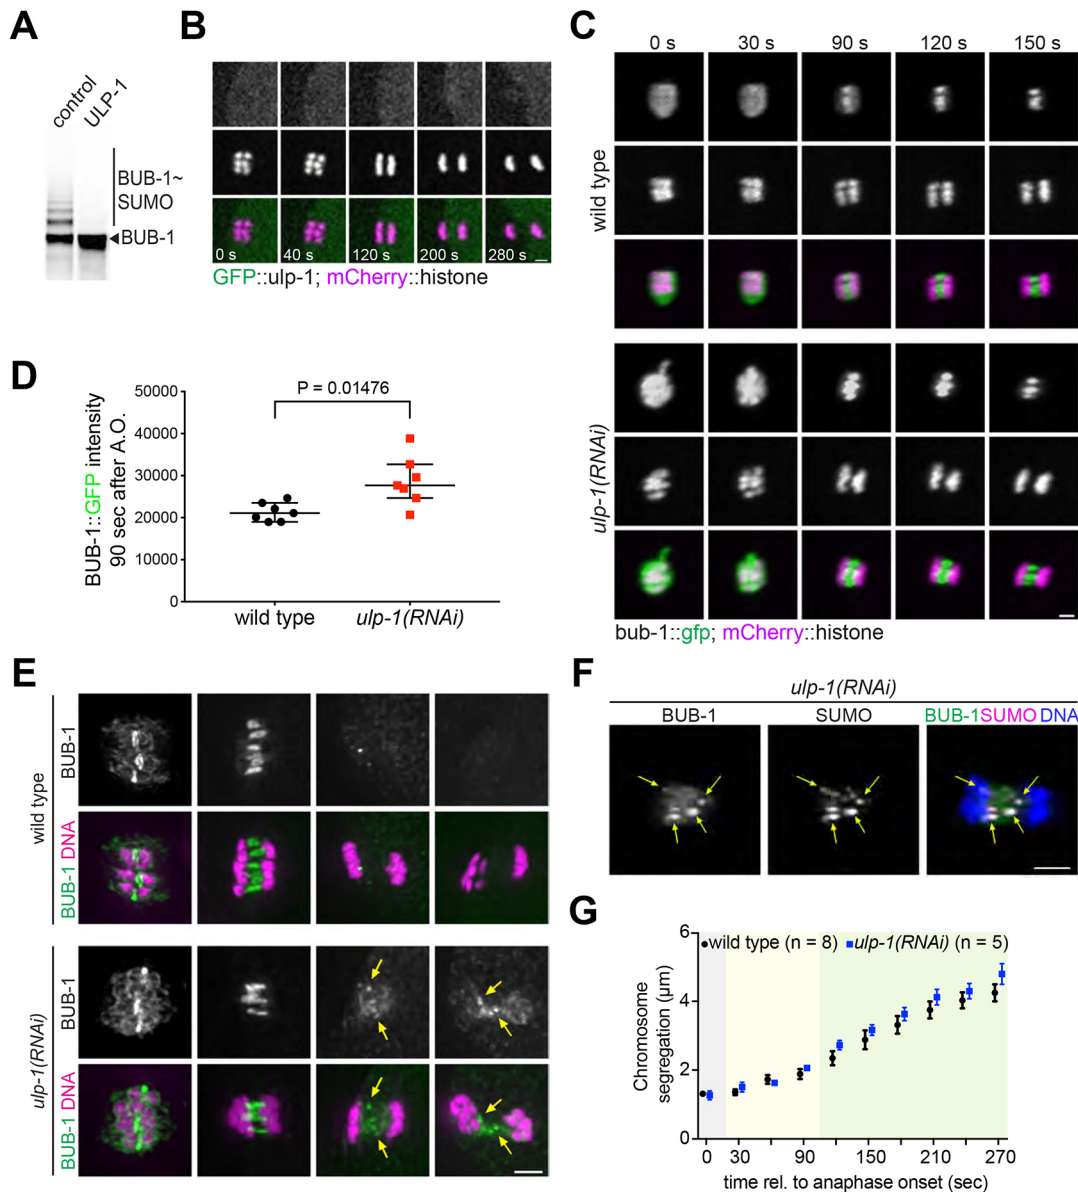 A
control
ULP-1
BUB-1~
SUMO
BUB-1
B
0 s
40 s
120 s
200 s
280 s
GFP::ulp-1; mCherry::histone
C
0 s
30 s
90 s
120 s
150 s
wild type
ulp-1(RNAi)
bub-1::gfp; mCherry::histone
D
BUB-1::GFP intensity
90 sec after A.O.
50000
40000
30000
20000
10000
0
P = 0.01476
wild type
ulp-1(RNAi)
E
wild type
BUB-1
BUB-1 DNA
ulp-1(RNAi)
BUB-1
BUB-1 DNA
F
ulp-1(RNAi)
BUB-1
SUMO
BUB-1 SUMO DNA
G
Chromosome
segregation (µm)
6
4
2
0
wild type (n = 8)
ulp-1(RNAi) (n = 5)
0
30
90
150
210
270
time rel. to anaphase onset (sec)